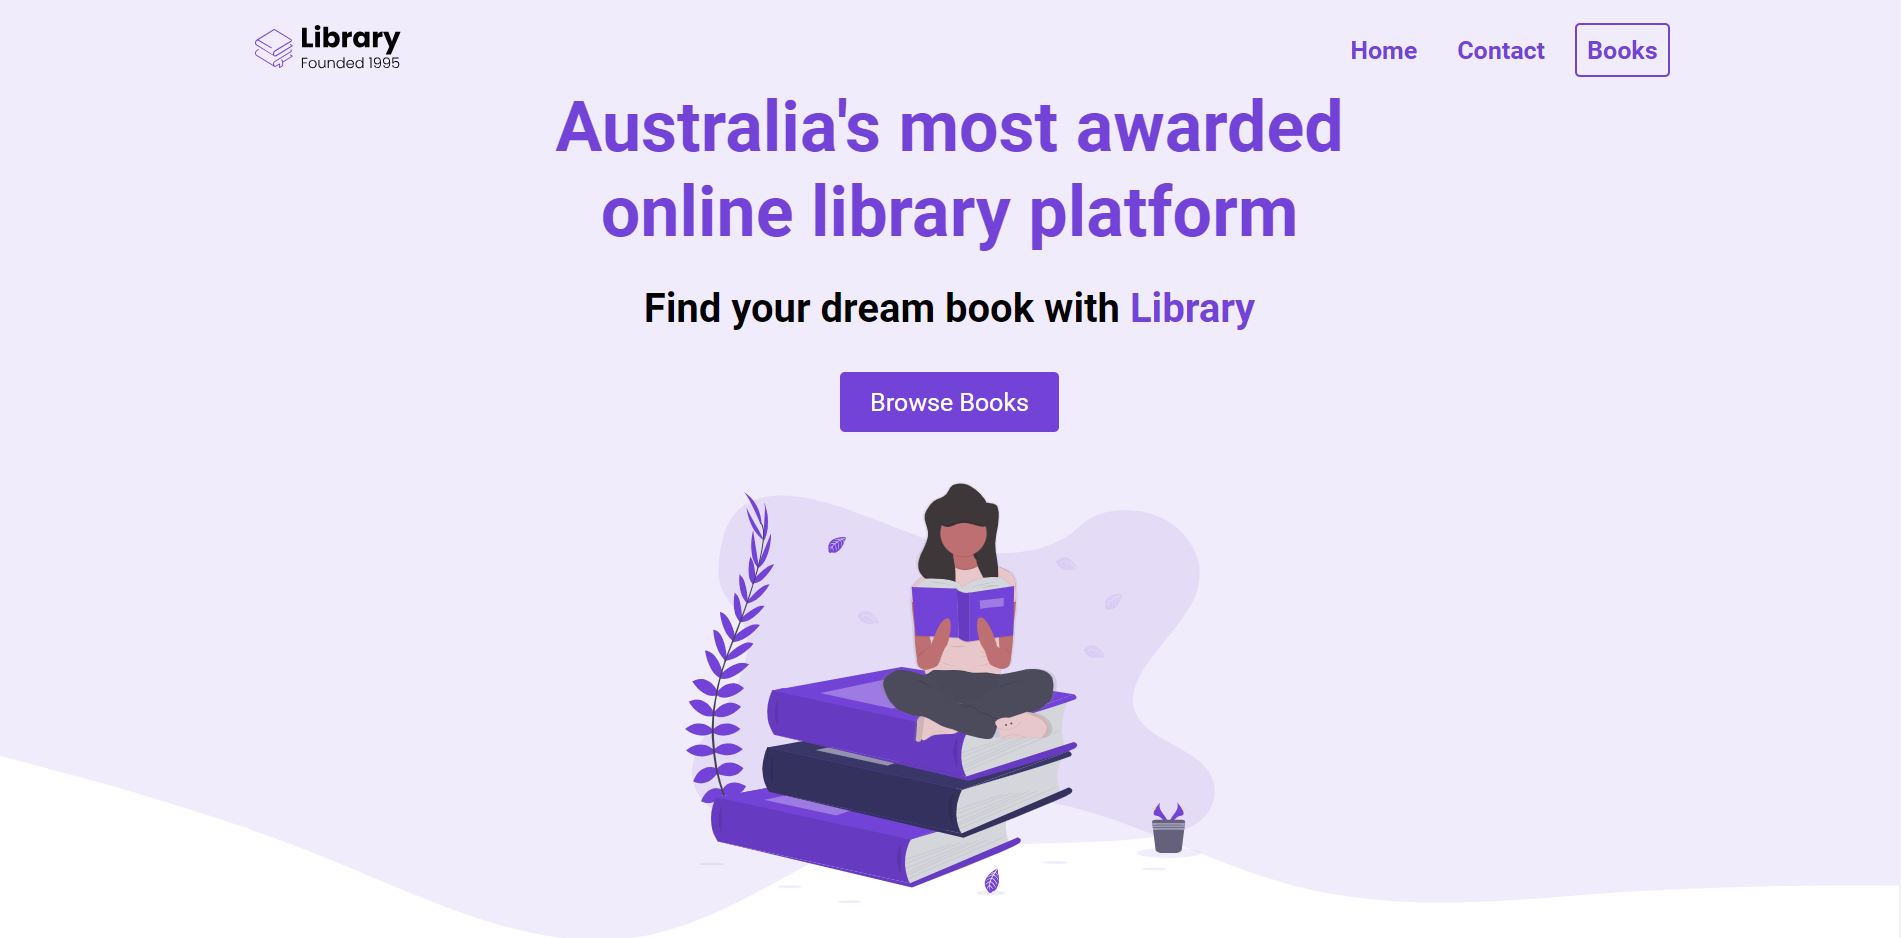 Library
Founded 1995
Home
Contact
Books
Australia's most awarded
online library platform
Find your dream book with Library
Browse Books